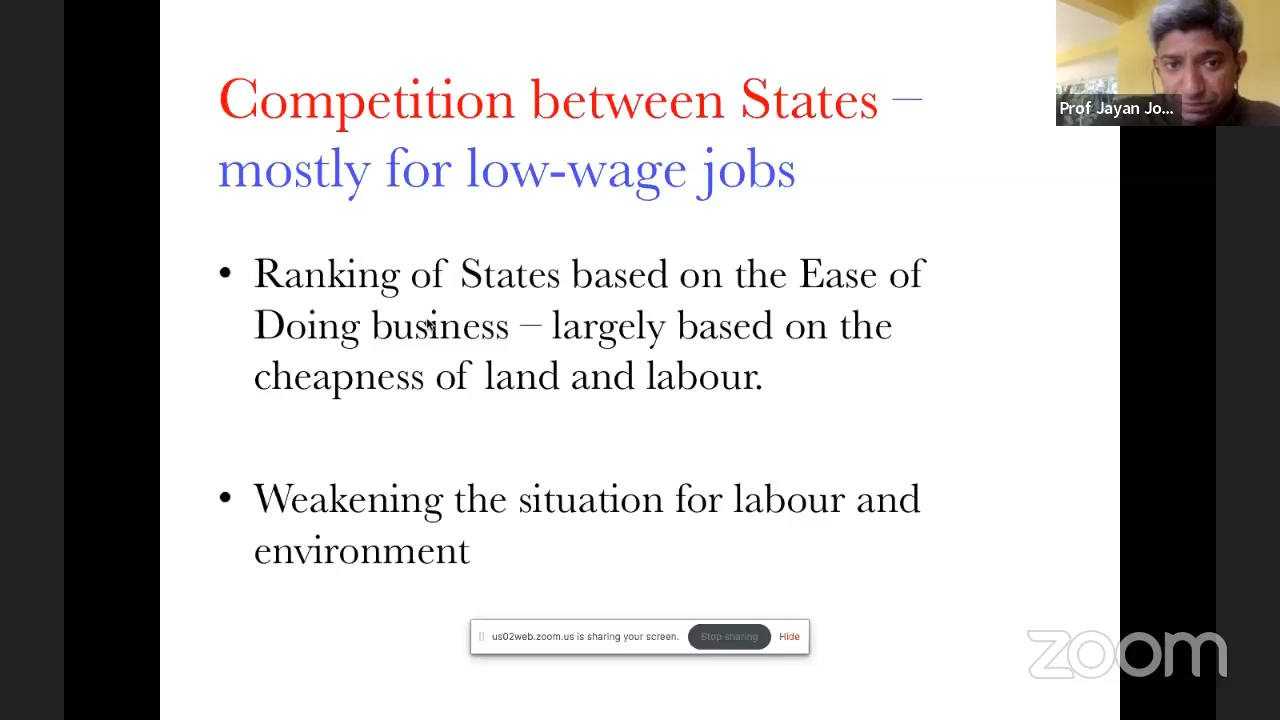 Competition between States –
mostly for low-wage jobs
Prof Jayan Jo...
• Ranking of States based on the Ease of
Doing business – largely based on the
cheapness of land and labour.
• Weakening the situation for labour and
environment
us02web.zoom.us is sharing your screen. Stop sharing Hide
zoom